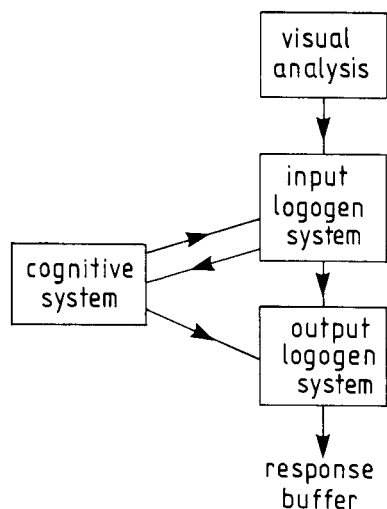 visual
analysis
input
logogen
system
cognitive
system
output
logogen
system
response
buffer